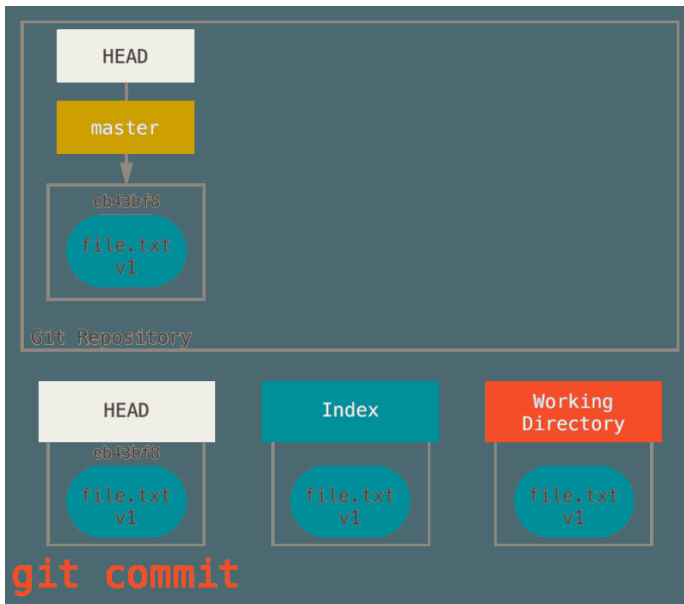 HEAD
master
eb43bf8
file.txt
v1
Git Repository
HEAD
Index
Working
Directory
eb43bf8
file.txt
v1
file.txt
v1
file.txt
v1
git commit